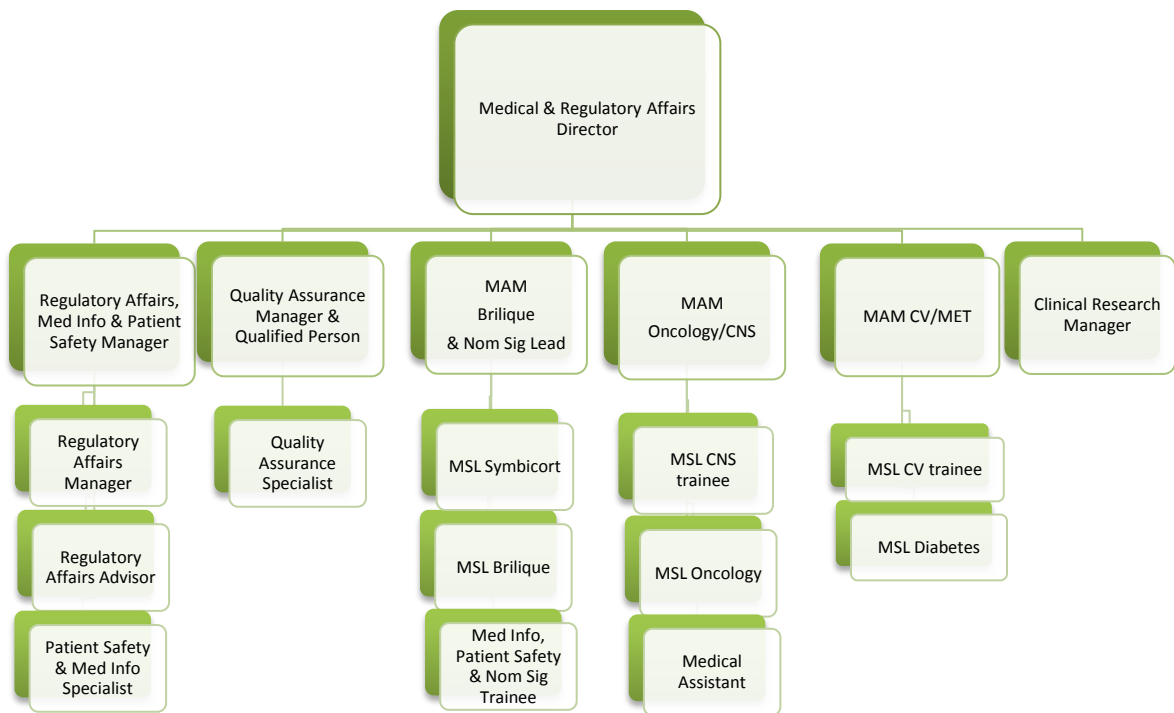 Medical & Regulatory Affairs
Director
Regulatory Affairs,
Med Info & Patient
Safety Manager
Quality Assurance
Manager &
Qualified Person
MAM
Brilique
& Nom Sig Lead
MAM
Oncology/CNS
MAM CV/MET
Clinical Research
Manager
Regulatory
Affairs
Manager
Regulatory
Affairs Advisor
Patient Safety
& Med Info
Specialist
Quality
Assurance
Specialist
MSL Symbicort
MSL Brilique
Med Info,
Patient Safety
& Nom Sig
Trainee
MSL CNS
trainee
MSL Oncology
Medical
Assistant
MSL CV trainee
MSL Diabetes